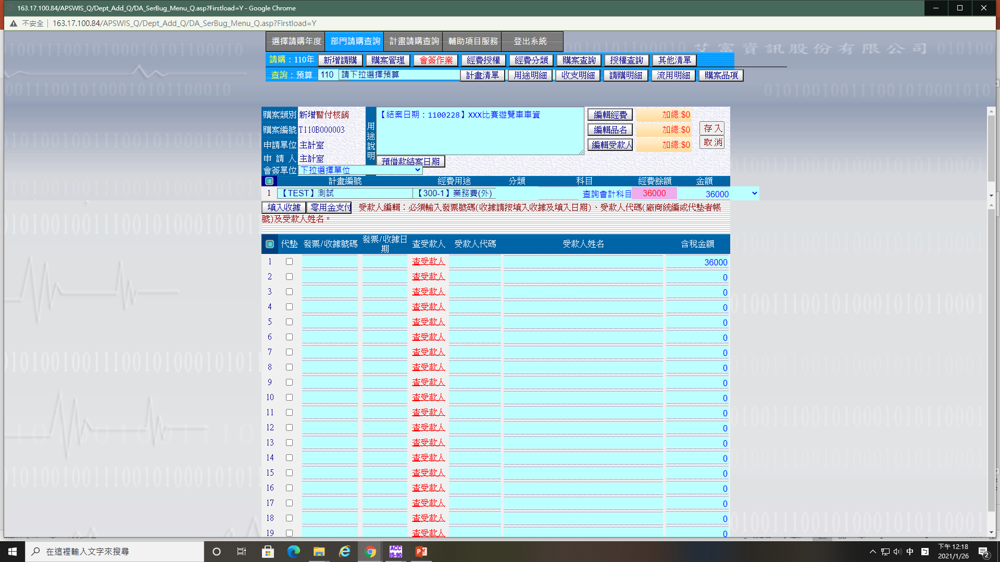 163.17.100.84/APSWIS_Q/Dept_Add_Q/DA_SerBug_Menu_Q.asp?Firstload=Y - Google Chrome
不安全 163.17.100.84/APSWIS_Q/Dept_Add_Q/DA_SerBug_Menu_Q.asp?Firstload=Y
選擇請購年度 部門請購查詢 計畫請購查詢 輔助項目服務 登出系統
艾富資訊股份有限公司
請購：110年 新增請購 購案管理 會簽作業 經費授權 經費分類 購案查詢 授權查詢 其他清單
查詢：預算 110 請下拉選擇預算 計畫清單 用途明細 收支明細 請購明細 流用明細 購案品項
購案類別 新增暫付核銷 用途說明 【結案日期：1100228】XXX比賽遊覽車車資 編輯經費 加總:$0
購案編號 T110B000003 編輯品名 加總:$0 存入
申請單位 主計室 編輯受款人 加總:$0 取消
申請人 主計室 預借款結案日期
會簽單位 下拉選擇單位
計畫編號 經費用途 分類 科目 經費餘額 金額
1 【TEST】測試 【300-1】業務費(外) 查詢會計科目 36000 36000
填入收據 零用金支付 受款人編輯：必須輸入發票號碼(收據請按填入收據及填入日期)、受款人代碼(廠商統編或代墊者帳
號)及受款人姓名。
代墊 發票/收據號碼 發票/收據日期 查受款人 受款人代碼 受款人姓名 含稅金額
1 查受款人 36000
2 查受款人 0
3 查受款人 0
4 查受款人 0
5 查受款人 0
6 查受款人 0
7 查受款人 0
8 查受款人 0
9 查受款人 0
10 查受款人 0
11 查受款人 0
12 查受款人 0
13 查受款人 0
14 查受款人 0
15 查受款人 0
16 查受款人 0
17 查受款人 0
18 查受款人 0
19 查受款人 0
在這裡輸入文字來搜尋 ACC IS-90 中 下午 12:18
2021/1/26 2